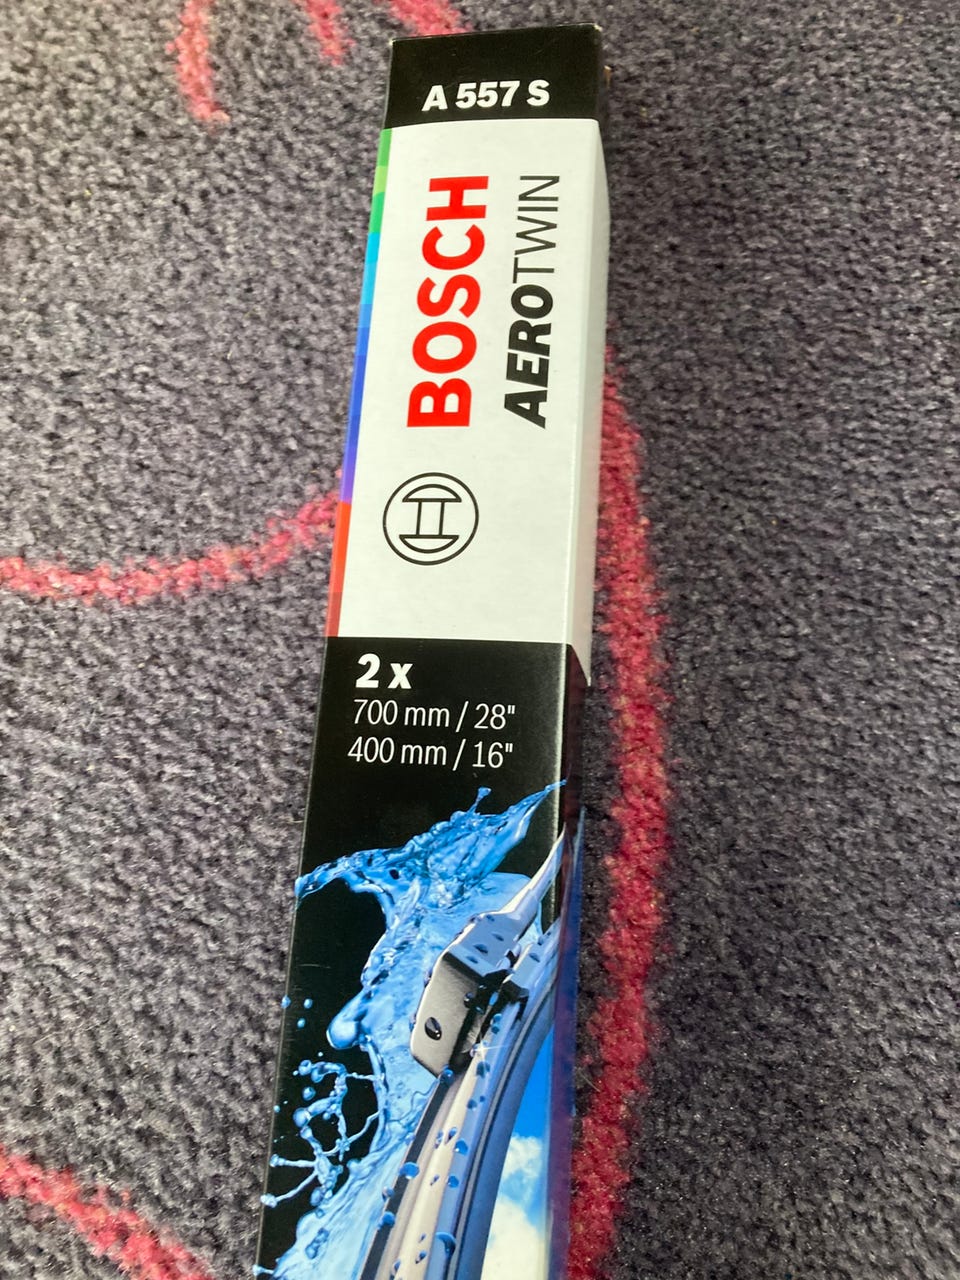 A 557 S
BOSCH
AEROTWIN
2 x
700 mm / 28"
400 mm / 16"